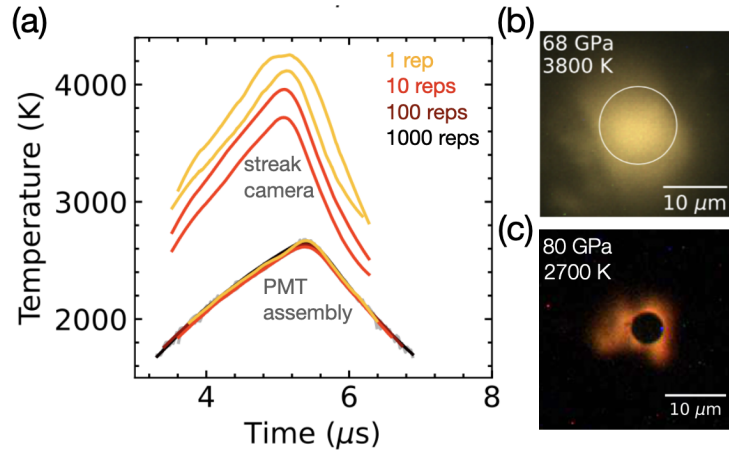 (a)
Temperature (K)
4000
3000
2000
1 rep
10 reps
100 reps
1000 reps
streak
camera
PMT
assembly
4
6
8
Time (μs)
(b)
68 GPa
3800 K
10 μm
(c)
80 GPa
2700 K
10 μm